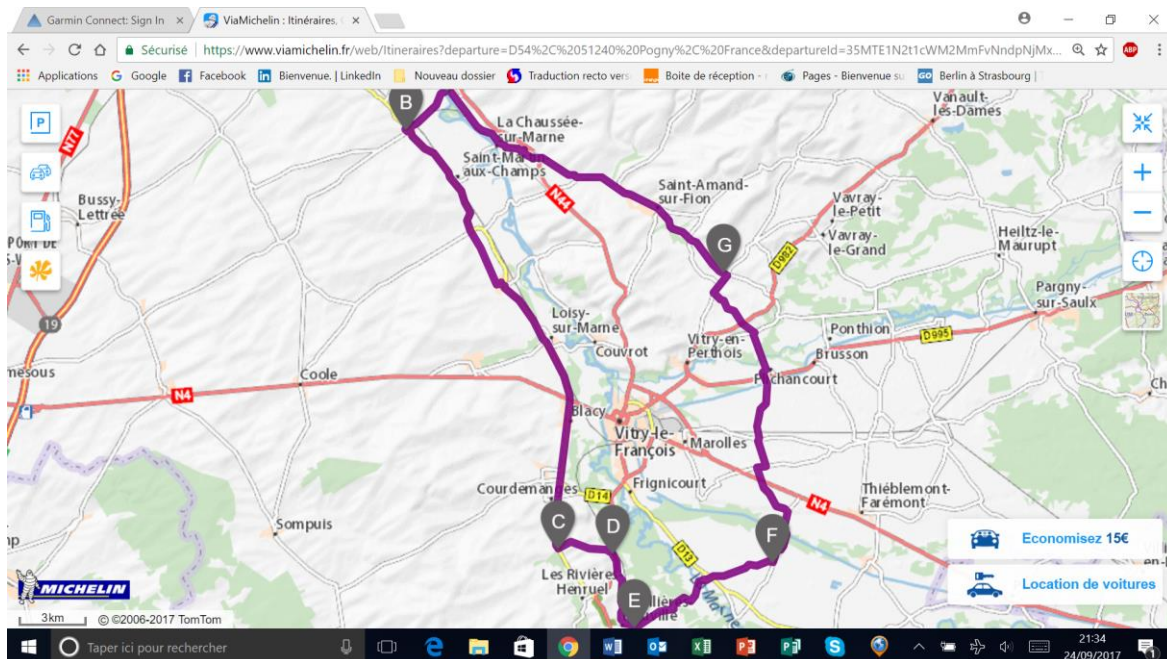 Garmin Connect: Sign In
ViaMichelin : Itinéraires,
Sécurisé
https://www.viamichelin.fr/web/Itineraires?departure=D54%2C%2051240%20Pogny%2C%20France&departureId=35MTE1N2t1cWM2MmFvNndpNjMx...
Applications
Google
Facebook
Bienvenue. | LinkedIn
Nouveau dossier
Traduction recto vers
Boite de réception -
Pages - Bienvenue su
Berlin à Strasbourg |
B
La Chaussée-
sur-Marne
Vanault-
les-Dames
P
N77
Saint-Martin
aux-Champs
N44
Saint-Amand-
sur-Fion
Bussy-
Lettrée
Vavray-
le-Petit
Vavray-
le-Grand
Heiltz-le-
Maurupt
G
D982
Pargny-
sur-Saulx
19
Loisy-
sur-Marne
Couvrot
Vitry-en-
Perthois
Ponthion
D995
Brusson
Coole
N4
Blacy
Vitry-le-
François
Marolles
Courdemanges
D14
Frignicourt
N4
Thiéblemont-
Farémont
Sompuis
C
D
F
D13
Les Rivières
Henruel
E
Economisez 15€
Location de voitures
MICHELIN
3km
© ©2006-2017 TomTom
Taper ici pour rechercher
21:34
24/09/2017